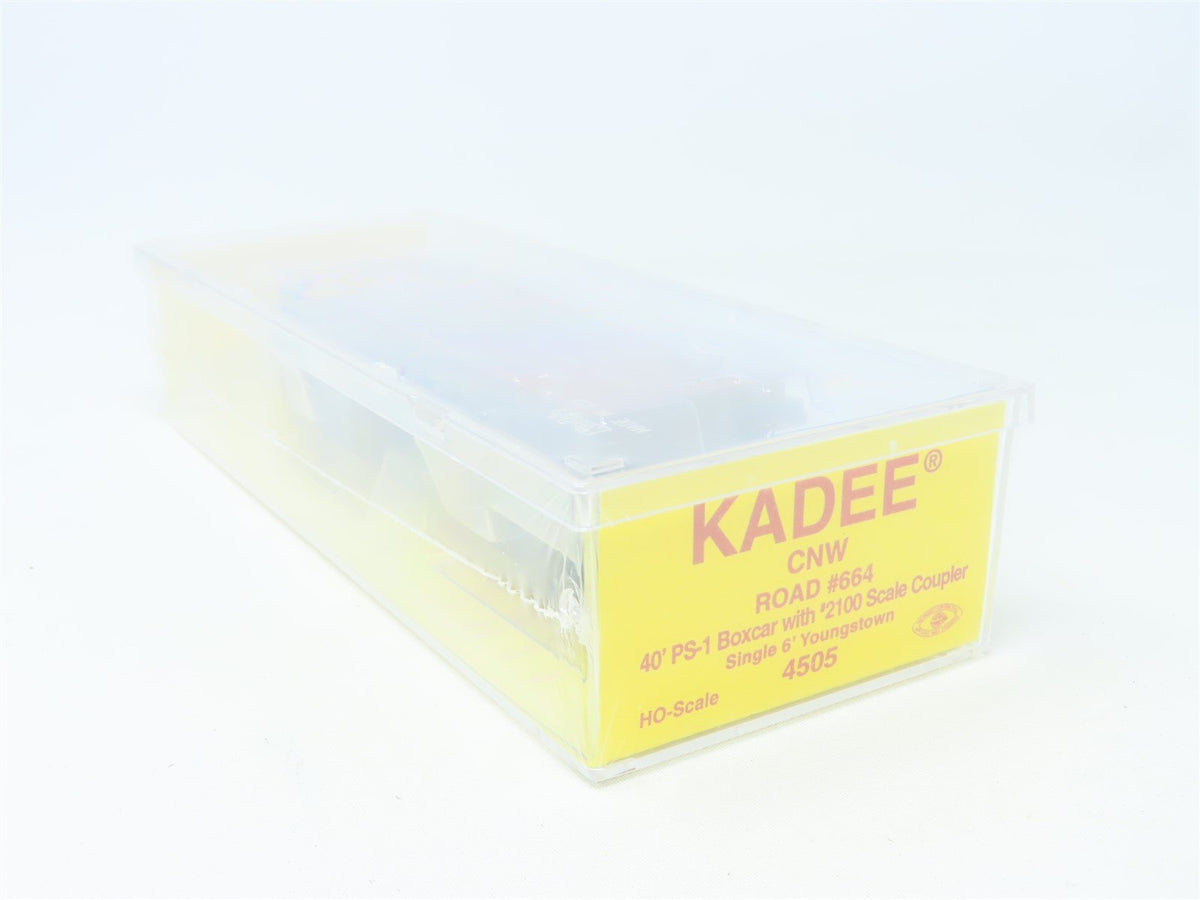 KADEE®
CNW
ROAD #664
40' PS-1 Boxcar with #2100 Scale Coupler
Single 6' Youngstown
4505
HO-Scale